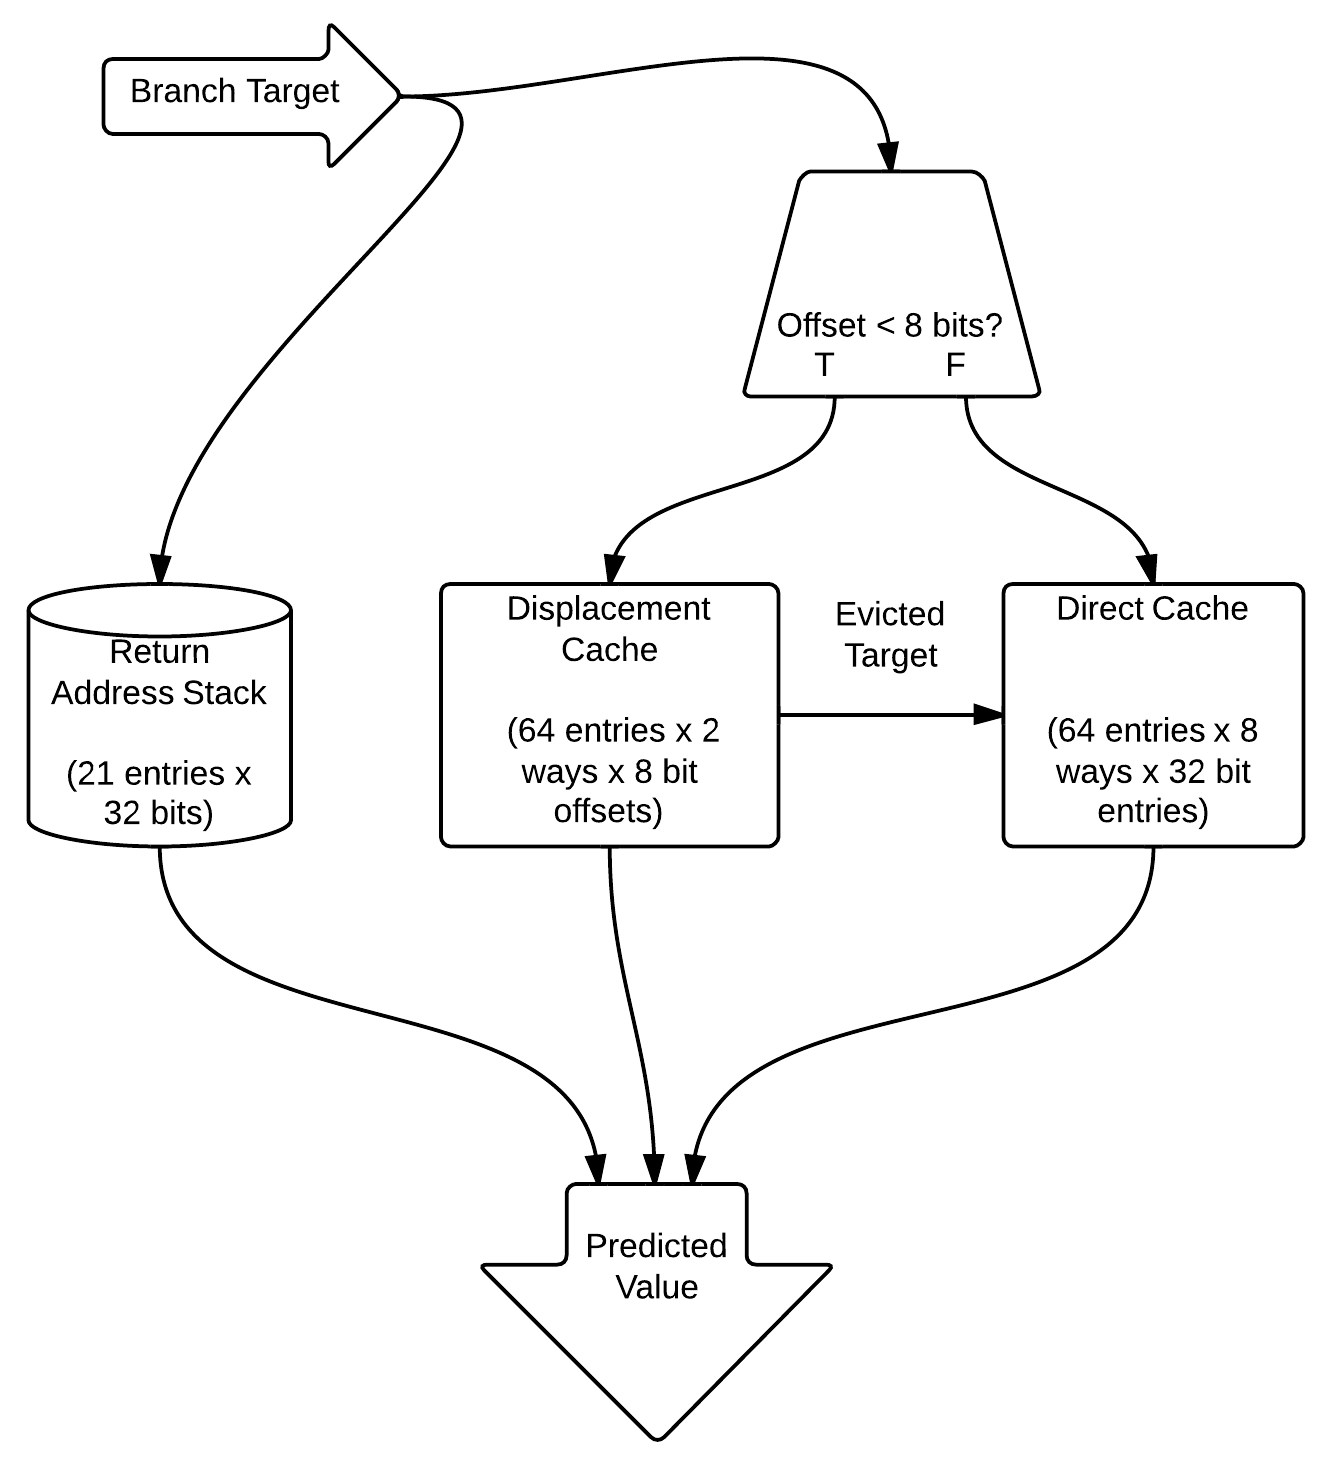 Branch Target
Offset < 8 bits?
T F
Return
Address Stack
(21 entries x
32 bits)
Displacement
Cache
(64 entries x 2
ways x 8 bit
offsets)
Evicted
Target
Direct Cache
(64 entries x 8
ways x 32 bit
entries)
Predicted
Value